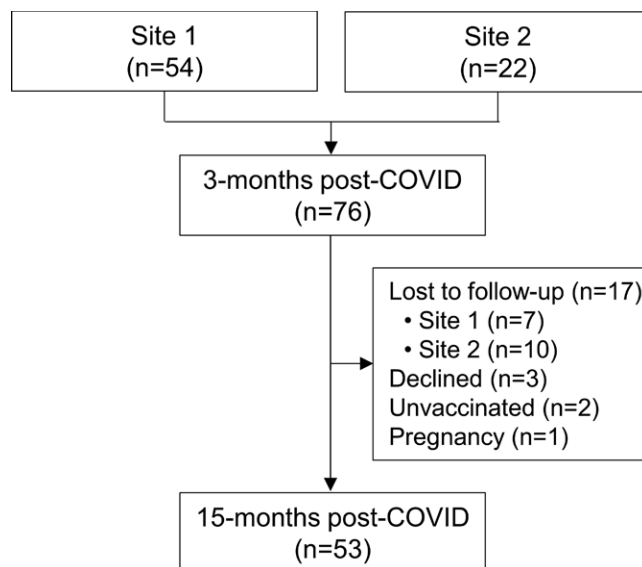 Site 1
(n=54)
Site 2
(n=22)
3-months post-COVID
(n=76)
Lost to follow-up (n=17)
• Site 1 (n=7)
• Site 2 (n=10)
Declined (n=3)
Unvaccinated (n=2)
Pregnancy (n=1)
15-months post-COVID
(n=53)